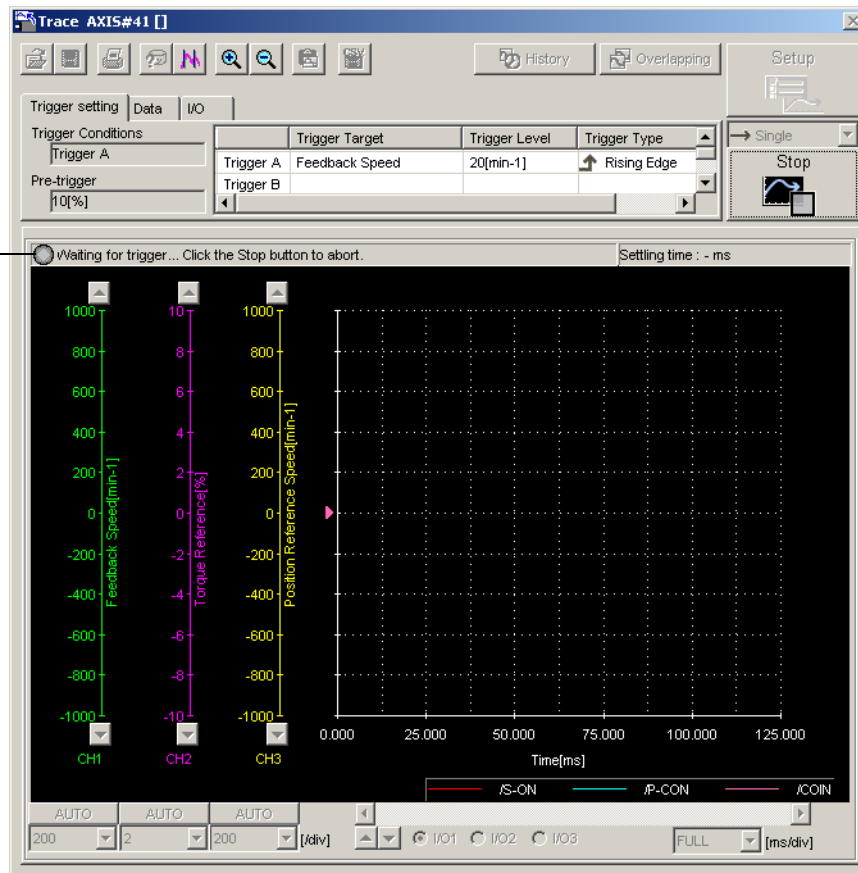 Trace AXIS#41 []
History
Overlapping
Setup
Trigger setting
Data
I/O
Trigger Conditions
Trigger A
Pre-trigger
10[%]
Trigger Target Trigger Level Trigger Type
Trigger A Feedback Speed 20[min-1] Rising Edge
Trigger B
Single
Stop
CSV
Waiting for trigger... Click the Stop button to abort.
Settling time : - ms
1000 10 1000
800 8 800
600 6 600
400 4 400
200 2 200
0 0 0
-200 -2 -200
-400 -4 -400
-600 -6 -600
-800 -8 -800
-1000 -10 -1000
Feedback Speed[min-1]
Torque Reference[%]
Position Reference Speed[min-1]
CH1 CH2 CH3
0.000 25.000 50.000 75.000 100.000 125.000
Time[ms]
/S-ON /P-CON /COIN
AUTO AUTO AUTO
200 2 200 [/div] I/O1 I/O2 I/O3 FULL [ms/div]